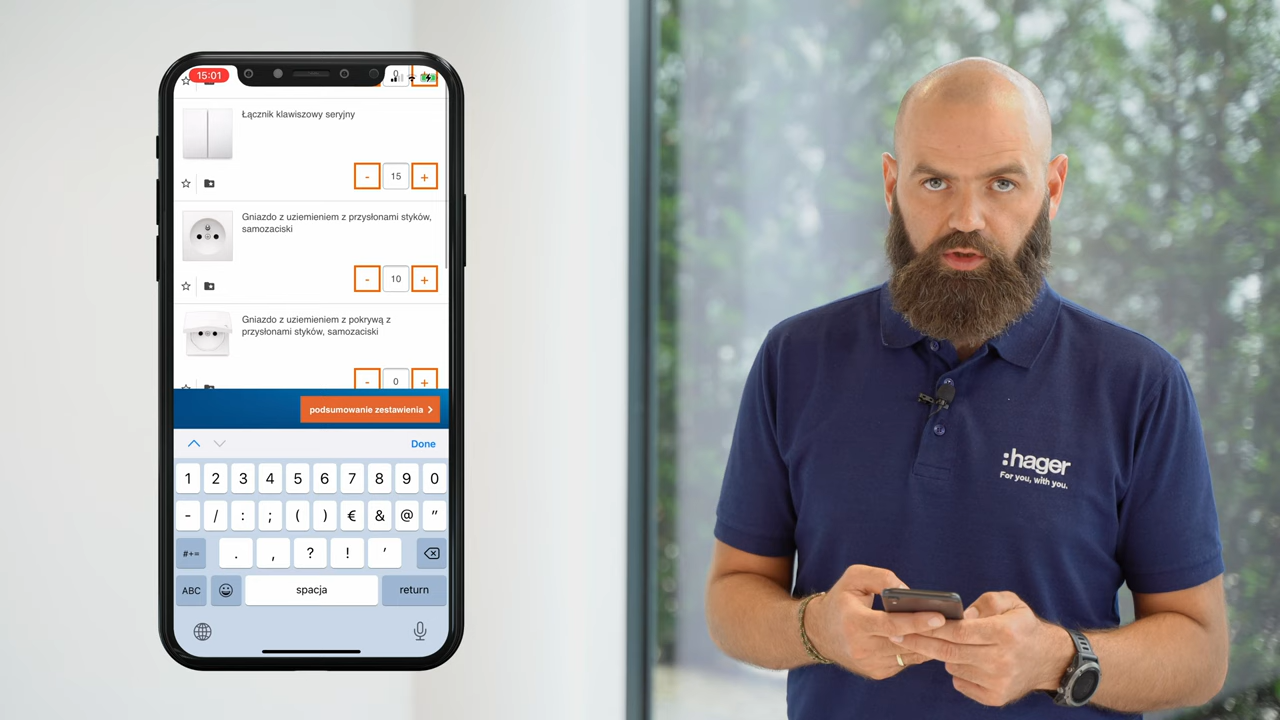 15:01
Łącznik klawiszowy seryjny
- 15 +
Gniazdo z uziemieniem z przysłonami styków,
samozaciski
- 10 +
Gniazdo z uziemieniem z pokrywą z
przysłonami styków, samozaciski
- 0 +
podsumowanie zestawienia
Done
1 2 3 4 5 6 7 8 9 0
- / : ; ( ) € & @ "
#+= . , ? ! '
ABC spacja return
:hager
For you, with you.